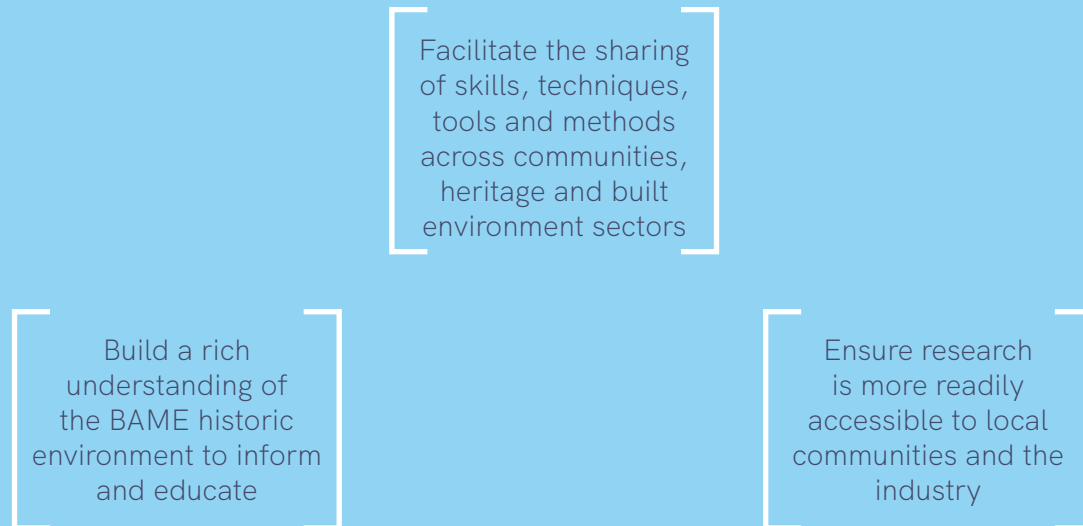 Facilitate the sharing
of skills, techniques,
tools and methods
across communities,
heritage and built
environment sectors
Build a rich
understanding of
the BAME historic
environment to inform
and educate
Ensure research
is more readily
accessible to local
communities and the
industry